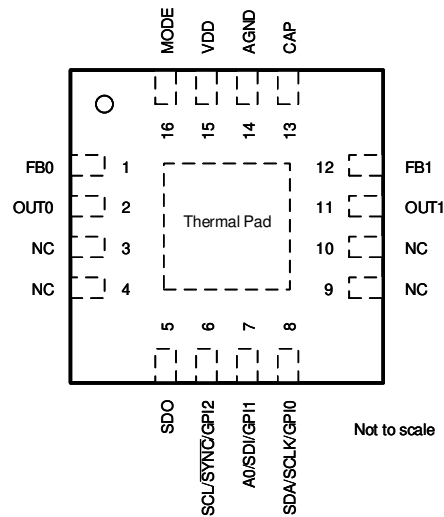 MODE
VDD
AGND
CAP
16
15
14
13
FB0
1
12
FB1
OUT0
2
Thermal Pad
11
OUT1
NC
3
10
NC
NC
4
9
NC
5
6
7
8
SDO
SCL/SYNC/GPI2
A0/SDI/GPI1
SDA/SCLK/GPI0
Not to scale